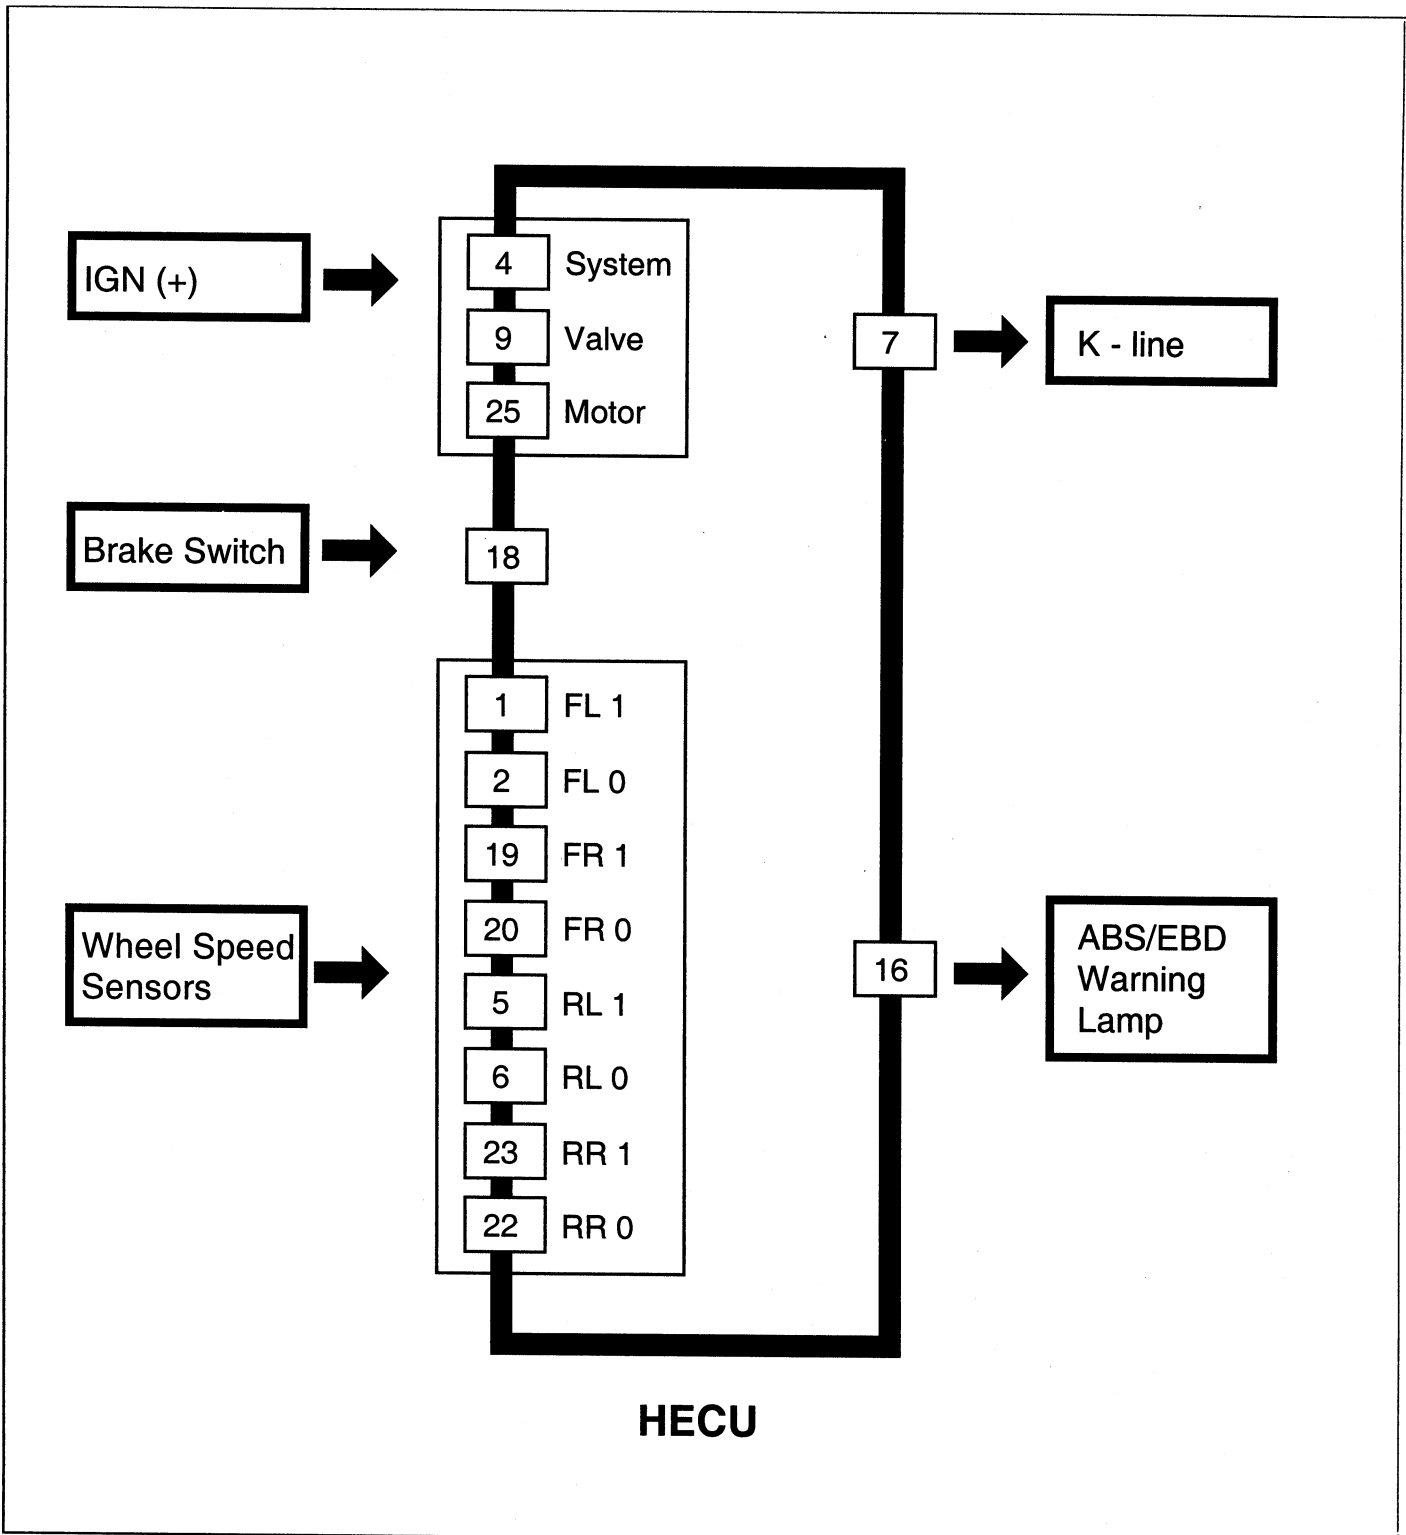 IGN (+)
4 System
9 Valve
25 Motor
7
K - line
Brake Switch
18
1 FL 1
2 FL 0
19 FR 1
20 FR 0
5 RL 1
6 RL 0
23 RR 1
22 RR 0
Wheel Speed
Sensors
16
ABS/EBD
Warning
Lamp
HECU